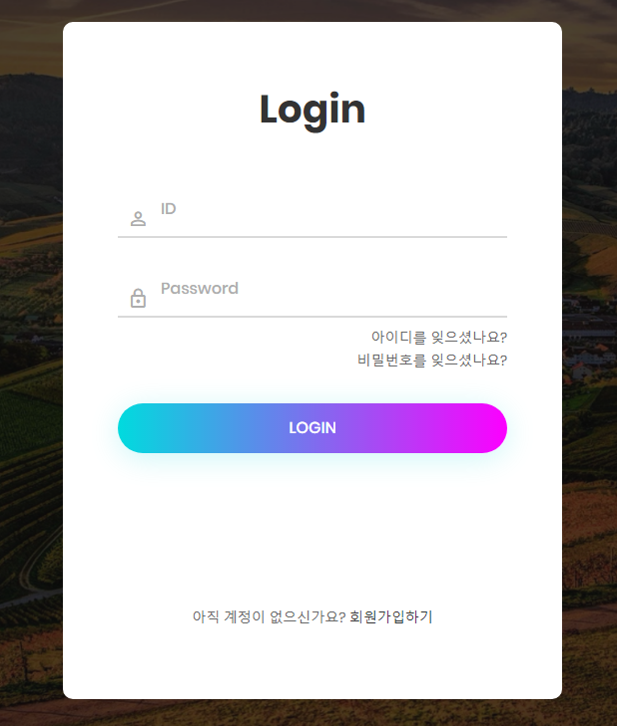 Login
ID
Password
아이디를 잊으셨나요?
비밀번호를 잊으셨나요?
LOGIN
아직 계정이 없으신가요? 회원가입하기